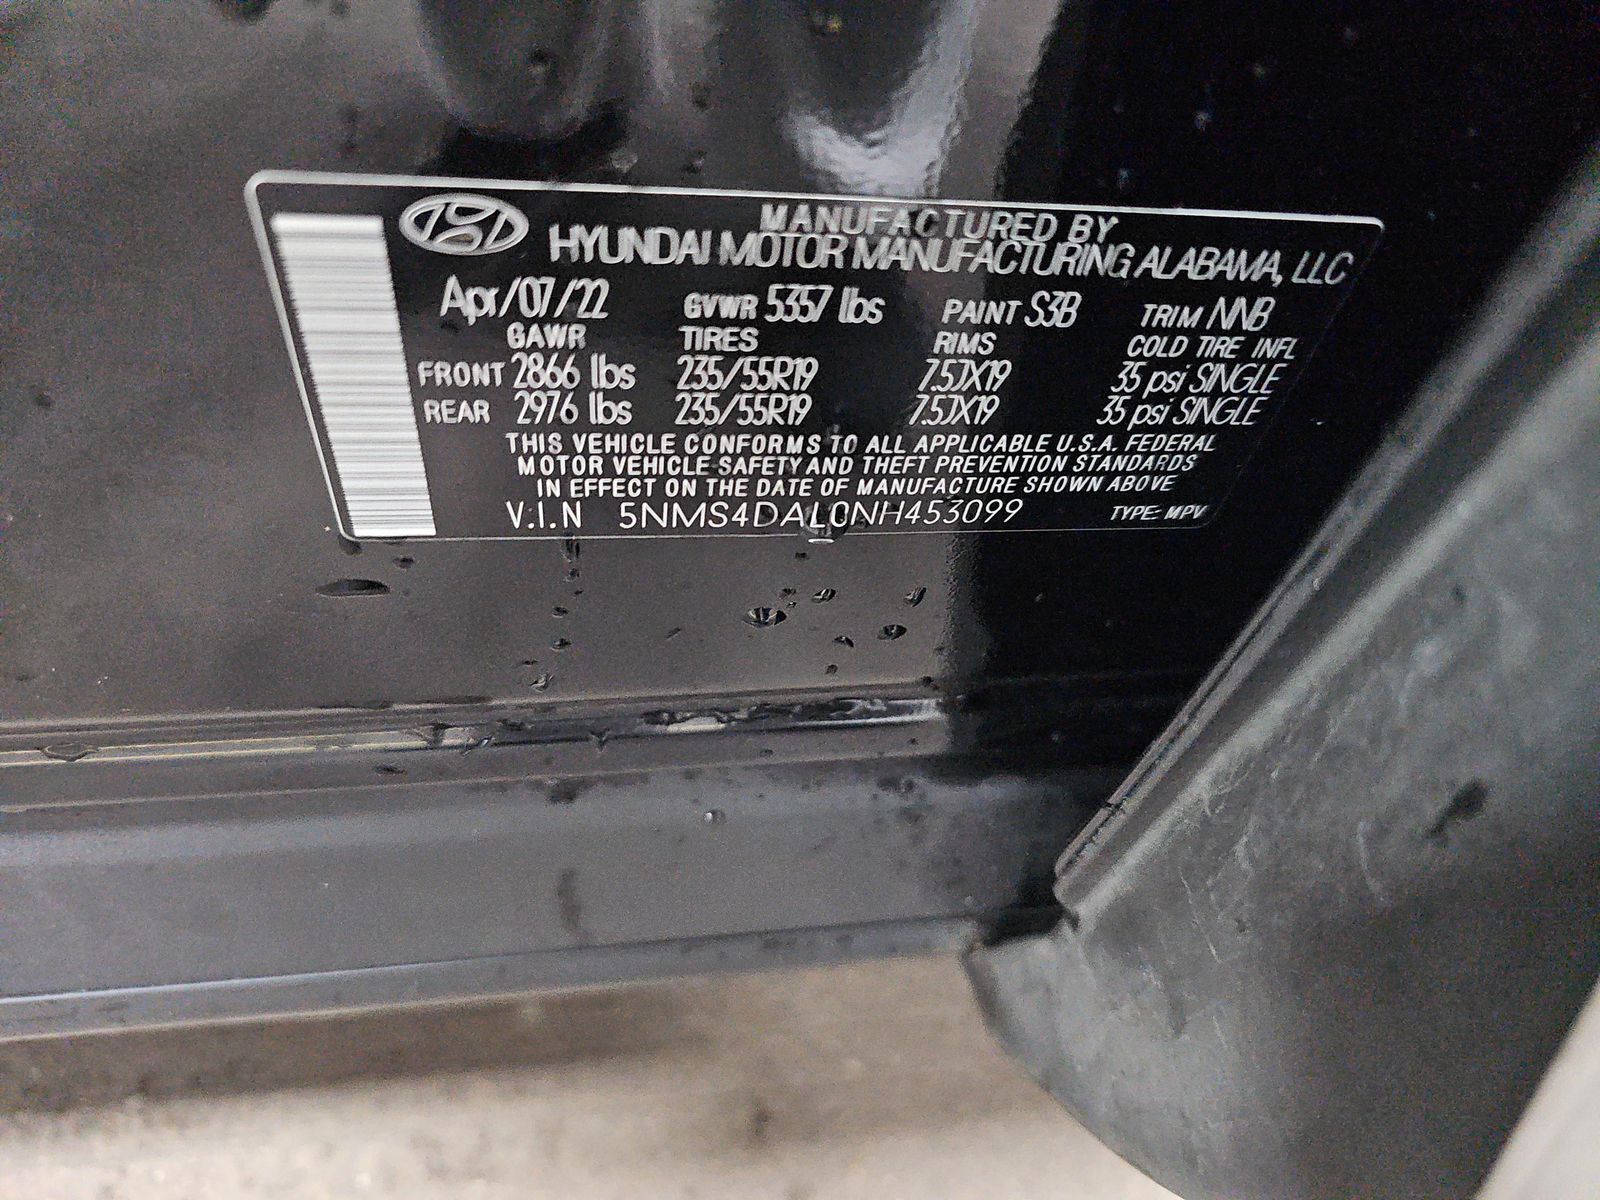 MANUFACTURED BY
HYUNDAI MOTOR MANUFACTURING ALABAMA, LLC
Apr/07/22 GVWR 5357 lbs PAINT S3B TRIM NNB
GAWR TIRES RIMS COLD TIRE INFL
FRONT 2866 lbs 235/55R19 7.5JX19 35 psi SINGLE
REAR 2976 lbs 235/55R19 7.5JX19 35 psi SINGLE
THIS VEHICLE CONFORMS TO ALL APPLICABLE U.S.A. FEDERAL
MOTOR VEHICLE SAFETY AND THEFT PREVENTION STANDARDS
IN EFFECT ON THE DATE OF MANUFACTURE SHOWN ABOVE
V.I.N 5NMS4DAL0NH453099 TYPE: MPV